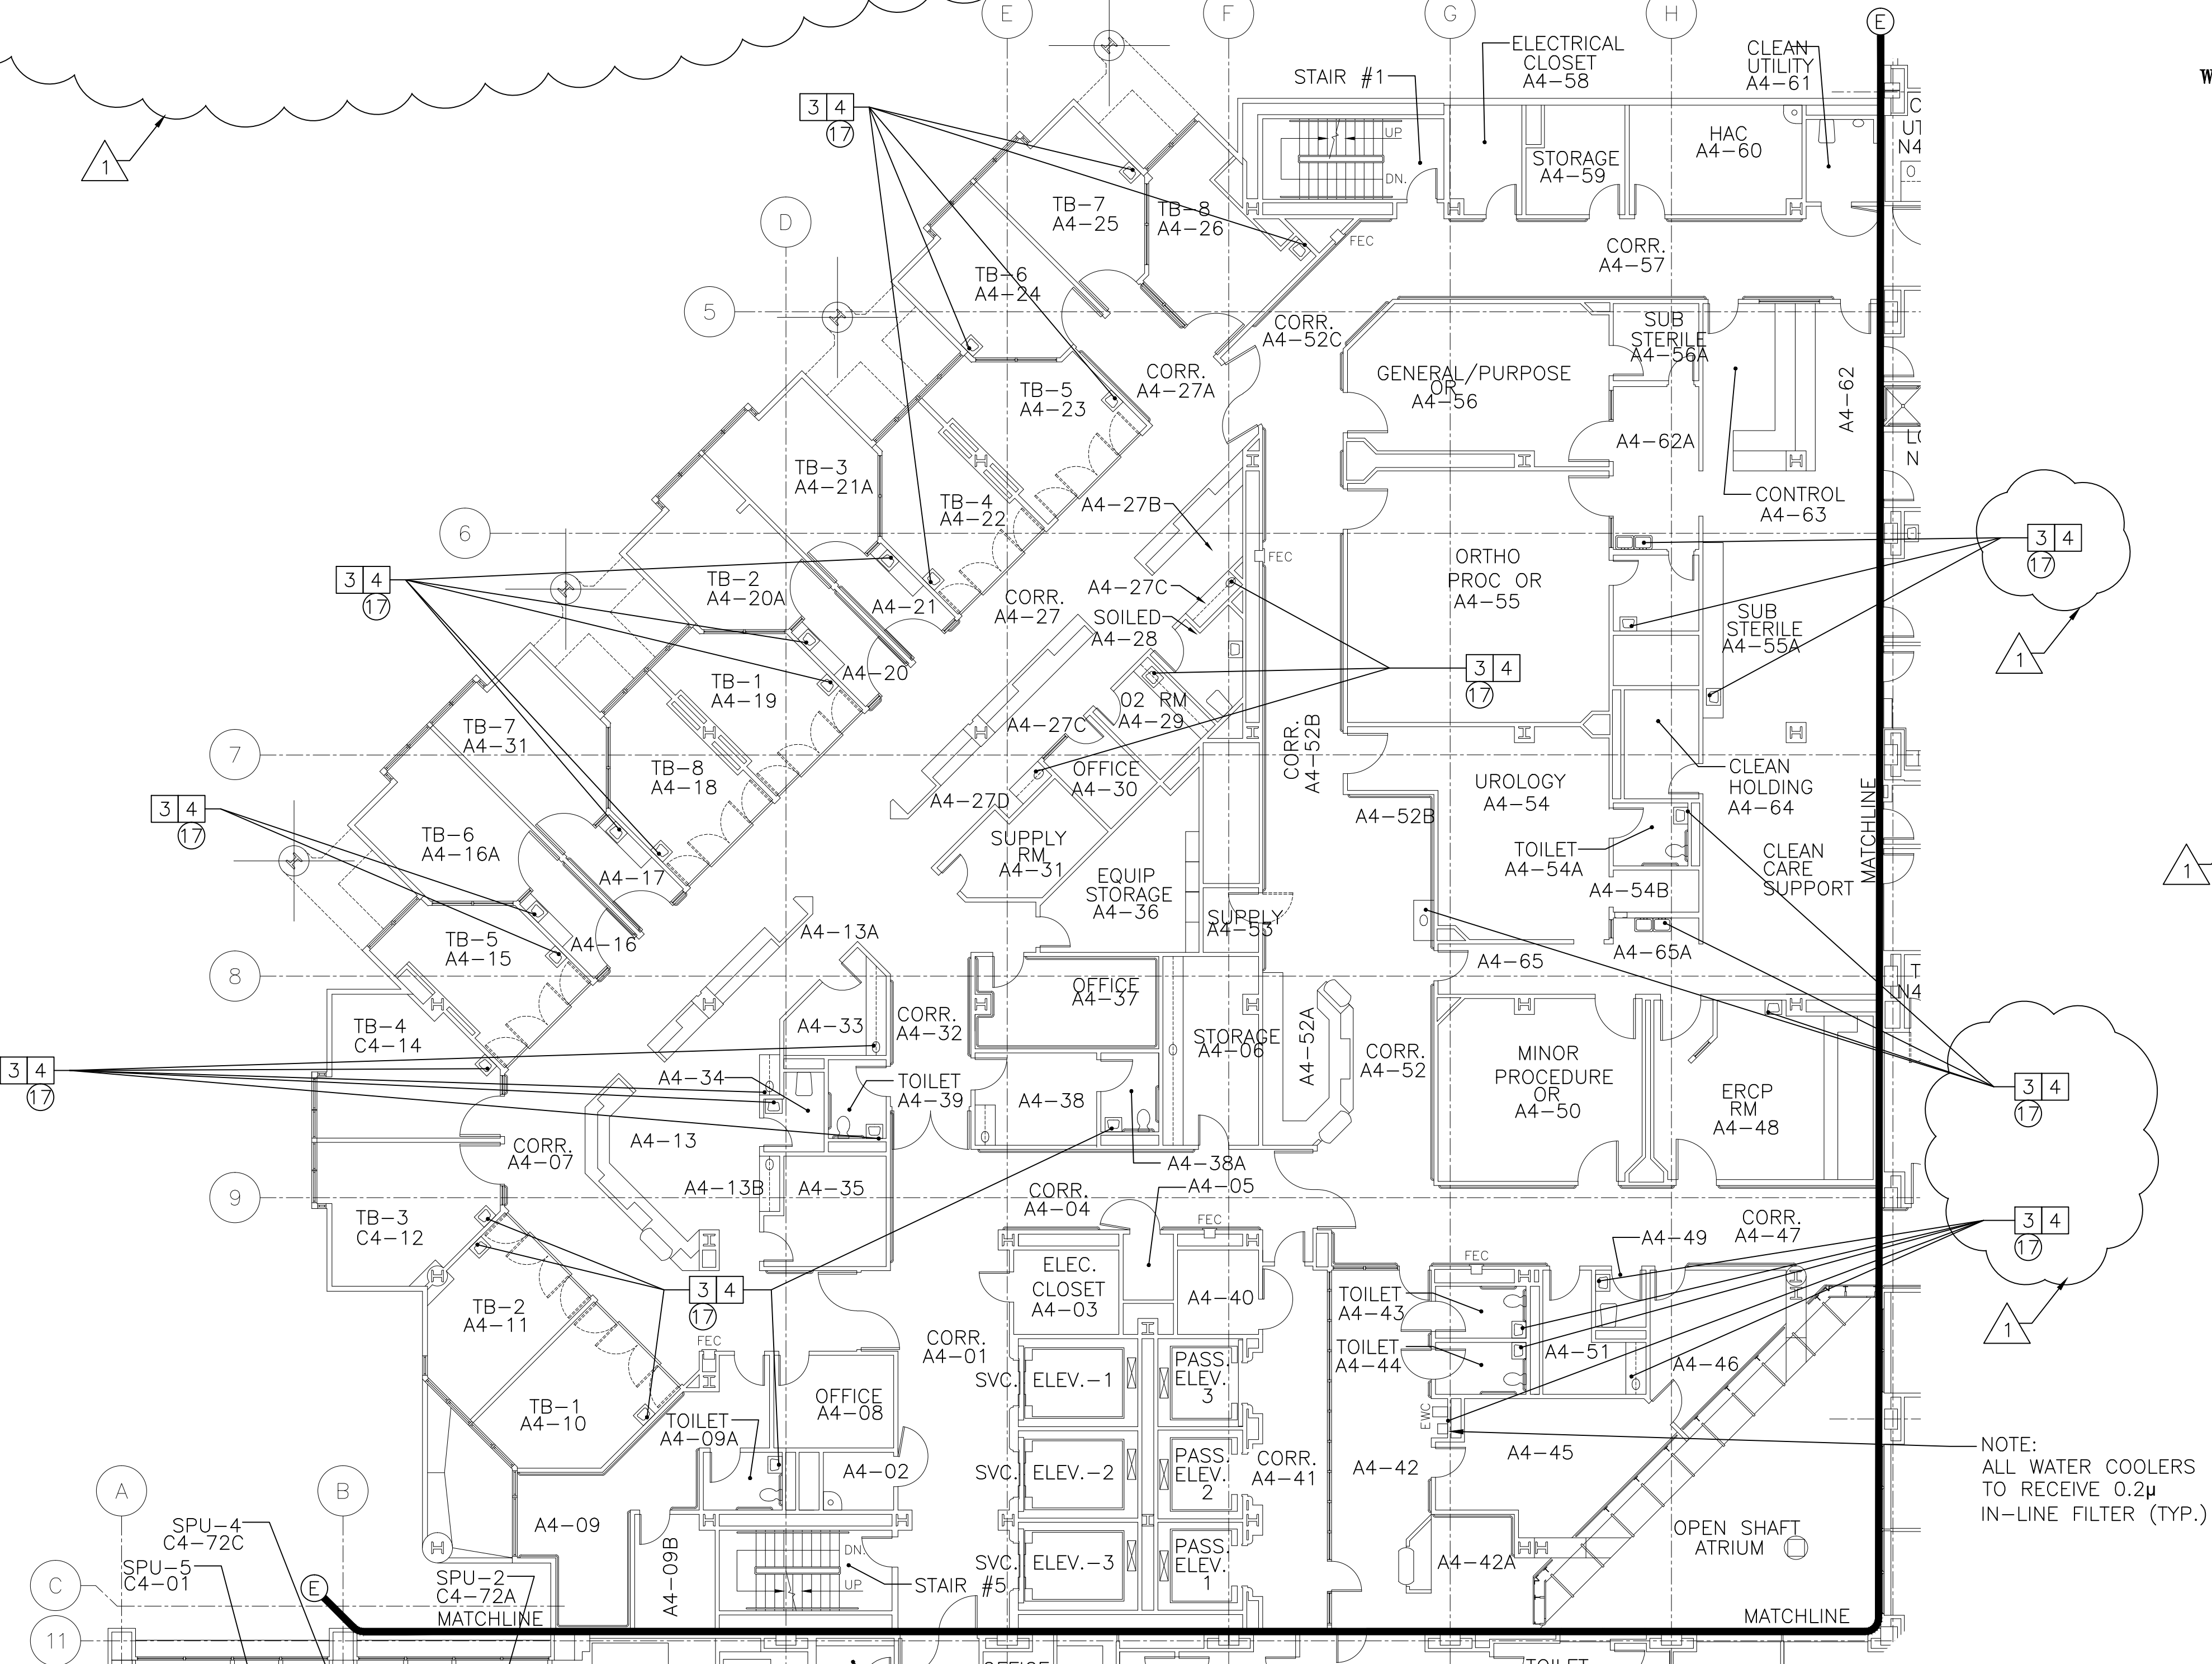 E
F
G
H
E
ELECTRICAL
CLOSET
A4-58
CLEAN
UTILITY
A4-61
STAIR #1
3 4
17
UP
DN.
STORAGE
A4-59
HAC
A4-60
1
TB-7
A4-25
TB-8
A4-26
FEC
CORR.
A4-57
D
TB-6
A4-24
5
CORR.
A4-52C
SUB
STERILE
A4-56A
CORR.
A4-27A
GENERAL/PURPOSE
OR
A4-56
A4-62
TB-5
A4-23
A4-62A
TB-3
A4-21A
TB-4
A4-22
A4-27B
CONTROL
A4-63
6
FEC
3 4
17
ORTHO
PROC OR
A4-55
3 4
17
TB-2
A4-20A
A4-21
CORR.
A4-27
A4-27C
SOILED
A4-28
SUB
STERILE
A4-55A
1
A4-20
TB-1
A4-19
3 4
17
02 RM
A4-29
A4-27C
TB-7
A4-31
7
TB-8
A4-18
OFFICE
A4-30
CORR.
A4-52B
UROLOGY
A4-54
CLEAN
HOLDING
A4-64
3 4
17
A4-27D
A4-52B
MATCHLINE
TB-6
A4-16A
SUPPLY
RM
A4-31
TOILET
A4-54A
CLEAN
CARE
SUPPORT
1
A4-17
EQUIP
STORAGE
A4-36
A4-54B
SUPPLY
A4-53
TB-5
A4-15
A4-16
A4-13A
A4-65
A4-65A
8
OFFICE
A4-37
TB-4
C4-14
A4-33
CORR.
A4-32
STORAGE
A4-06
A4-52A
CORR.
A4-52
MINOR
PROCEDURE
OR
A4-50
ERCP
RM
A4-48
3 4
17
3 4
17
A4-34
TOILET
A4-39
A4-38
CORR.
A4-07
A4-13
A4-38A
A4-13B
A4-35
A4-05
9
CORR.
A4-04
FEC
TB-3
C4-12
CORR.
A4-47
3 4
17
A4-49
FEC
ELEC.
CLOSET
A4-03
A4-40
TOILET
A4-43
3 4
17
TB-2
A4-11
1
FEC
CORR.
A4-01
TOILET
A4-44
A4-51
A4-46
SVC.
ELEV.-1
PASS.
ELEV.
3
OFFICE
A4-08
TB-1
A4-10
TOILET
A4-09A
EWC
A4-45
NOTE:
ALL WATER COOLERS
TO RECEIVE 0.2µ
IN-LINE FILTER (TYP.)
A4-02
SVC.
ELEV.-2
PASS.
ELEV.
2
CORR.
A4-41
A4-42
A
B
SPU-4
C4-72C
A4-09
OPEN SHAFT
ATRIUM
SPU-5
C4-01
C
E
SPU-2
C4-72A
A4-09B
DN.
UP
STAIR #5
SVC.
ELEV.-3
PASS.
ELEV.
1
A4-42A
MATCHLINE
MATCHLINE
11